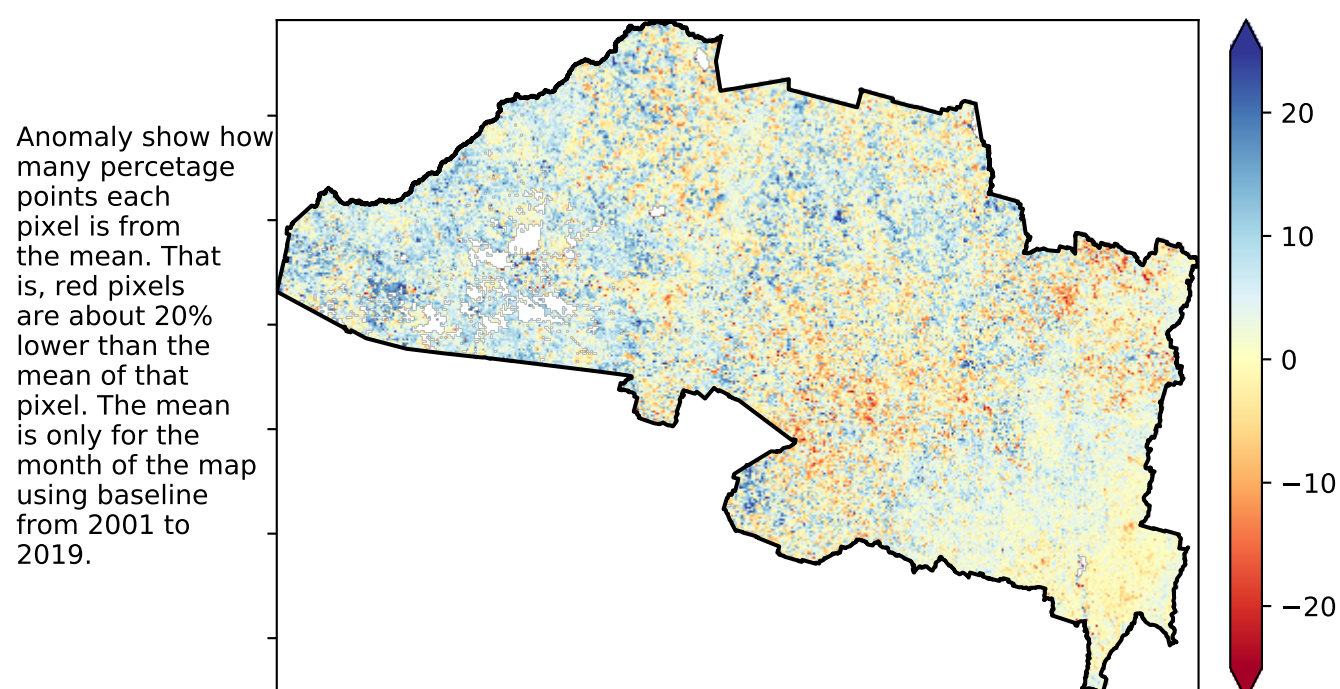 Anomaly show how
many percetage
points each
pixel is from
the mean. That
is, red pixels
are about 20%
lower than the
mean of that
pixel. The mean
is only for the
month of the map
using baseline
from 2001 to
2019.
20
10
0
−10
−20